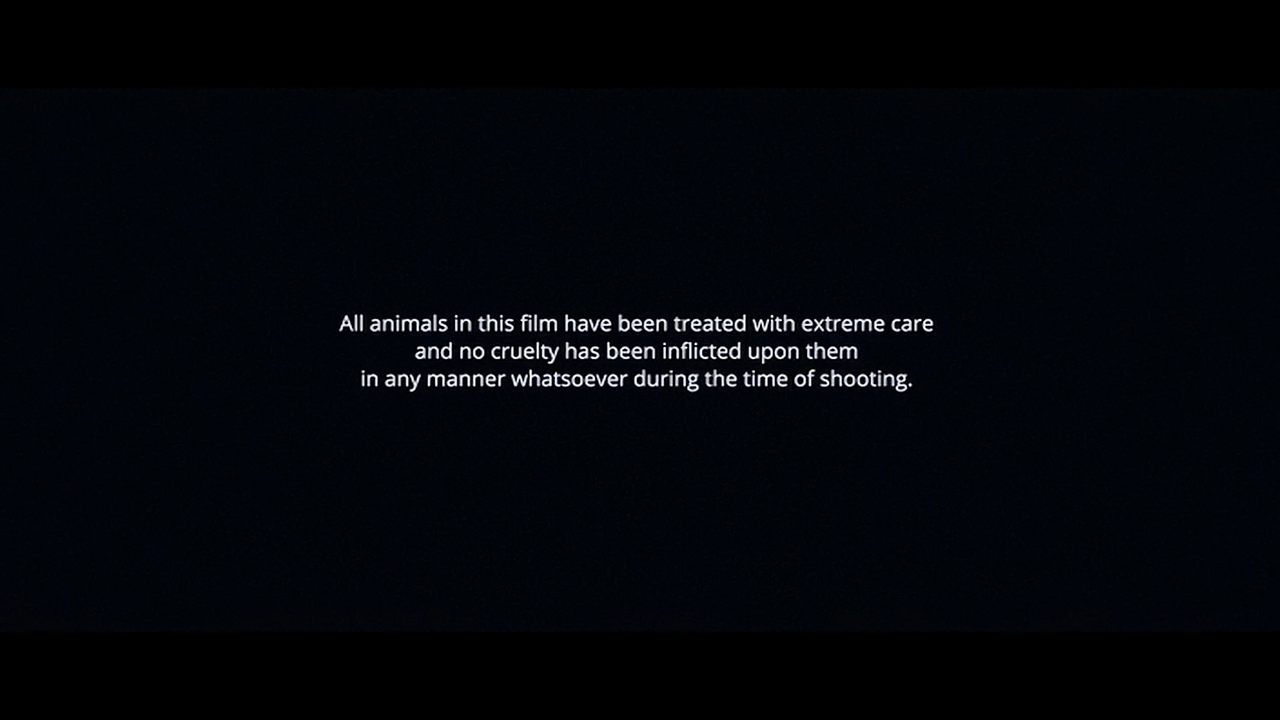 All animals in this film have been treated with extreme care
and no cruelty has been inflicted upon them
in any manner whatsoever during the time of shooting.